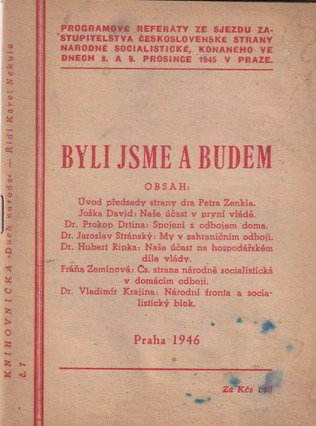 PROGRAMOVÉ REFERÁTY ZE SJEZDU ZA-
STUPITELSTVA ČESKOSLOVENSKÉ STRANY
NÁRODNĚ SOCIALISTICKÉ, KONANÉHO VE
DNECH 8. A 9. PROSINCE 1945 V PRAZE.
BYLI JSME A BUDEM
OBSAH:
Úvod předsedy strany dra Petra Zenkla.
Jožka David: Naše účast v první vládě.
Dr. Prokop Drtina: Spojení s odbojem doma.
Dr. Jaroslav Stránský: My v zahraničním odboji.
Dr. Hubert Ripka: Naše účast na hospodářském
díle vlády.
Fráňa Zeminová: Čs. strana národně socialistická
v domácím odboji.
Dr. Vladimír Krajina: Národní fronta a socia-
listický blok.
Praha 1946
Za Kčs 1·50
KNIHOVNIČKA »Duch národa« — Řídí Karel Nekula
č. 7